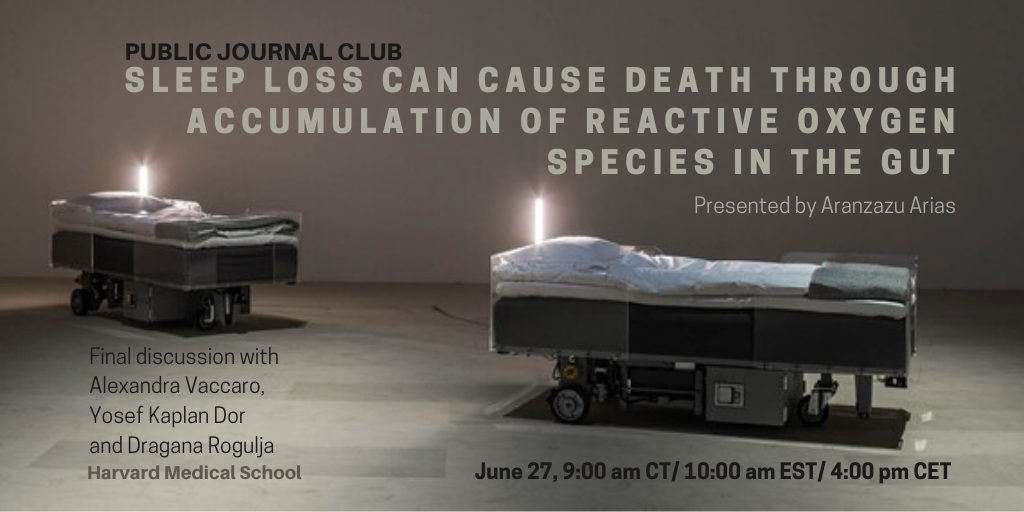 PUBLIC JOURNAL CLUB
SLEEP LOSS CAN CAUSE DEATH THROUGH
ACCUMULATION OF REACTIVE OXYGEN
SPECIES IN THE GUT
Presented by Aranzazu Arias
Final discussion with
Alexandra Vaccaro,
Yosef Kaplan Dor
and Dragana Rogulja
Harvard Medical School
June 27, 9:00 am CT/ 10:00 am EST/ 4:00 pm CET